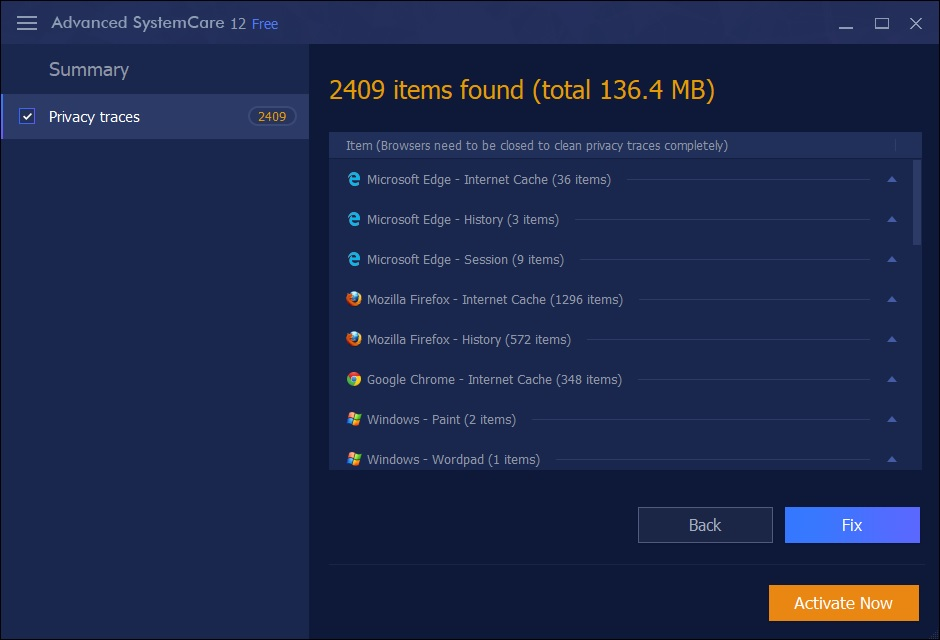 Advanced SystemCare 12 Free
Summary
Privacy traces 2409
2409 items found (total 136.4 MB)
Item (Browsers need to be closed to clean privacy traces completely)
Microsoft Edge - Internet Cache (36 items)
Microsoft Edge - History (3 items)
Microsoft Edge - Session (9 items)
Mozilla Firefox - Internet Cache (1296 items)
Mozilla Firefox - History (572 items)
Google Chrome - Internet Cache (348 items)
Windows - Paint (2 items)
Windows - Wordpad (1 items)
Back
Fix
Activate Now